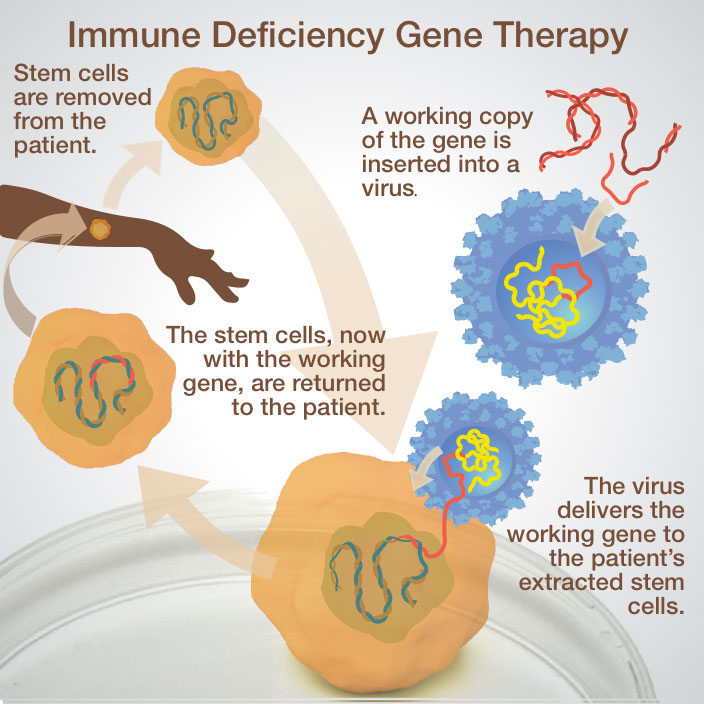 Immune Deficiency Gene Therapy
Stem cells
are removed
from the
patient.
A working copy
of the gene is
inserted into a
virus.
The stem cells, now
with the working
gene, are returned
to the patient.
The virus
delivers the
working gene to
the patient's
extracted stem
cells.